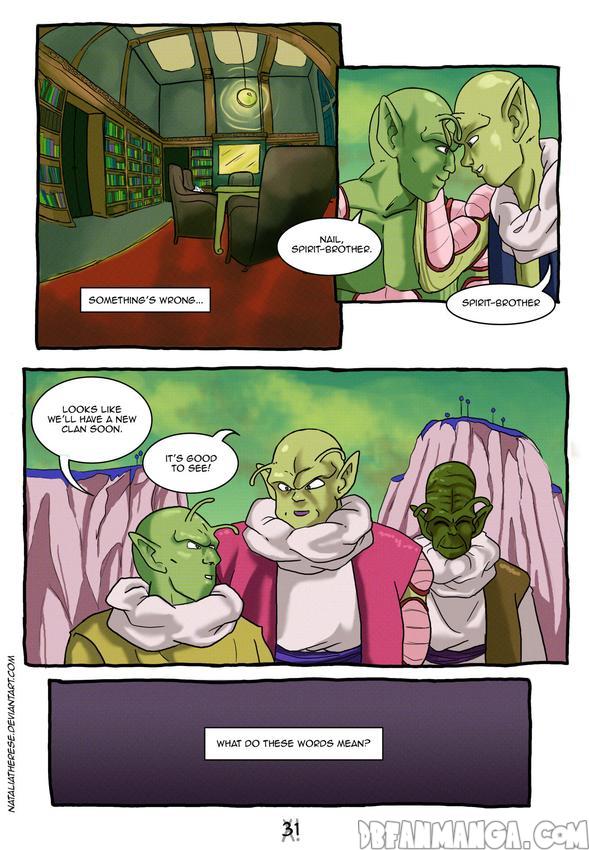 SOMETHING'S WRONG...
NAIL,
SPIRIT-BROTHER.
SPIRIT-BROTHER
LOOKS LIKE
WE'LL HAVE A NEW
CLAN SOON.
IT'S GOOD
TO SEE!
WHAT DO THESE WORDS MEAN?
NATALIATHERESE.DEVIANTART.COM
31
DBFANMANGA.COM